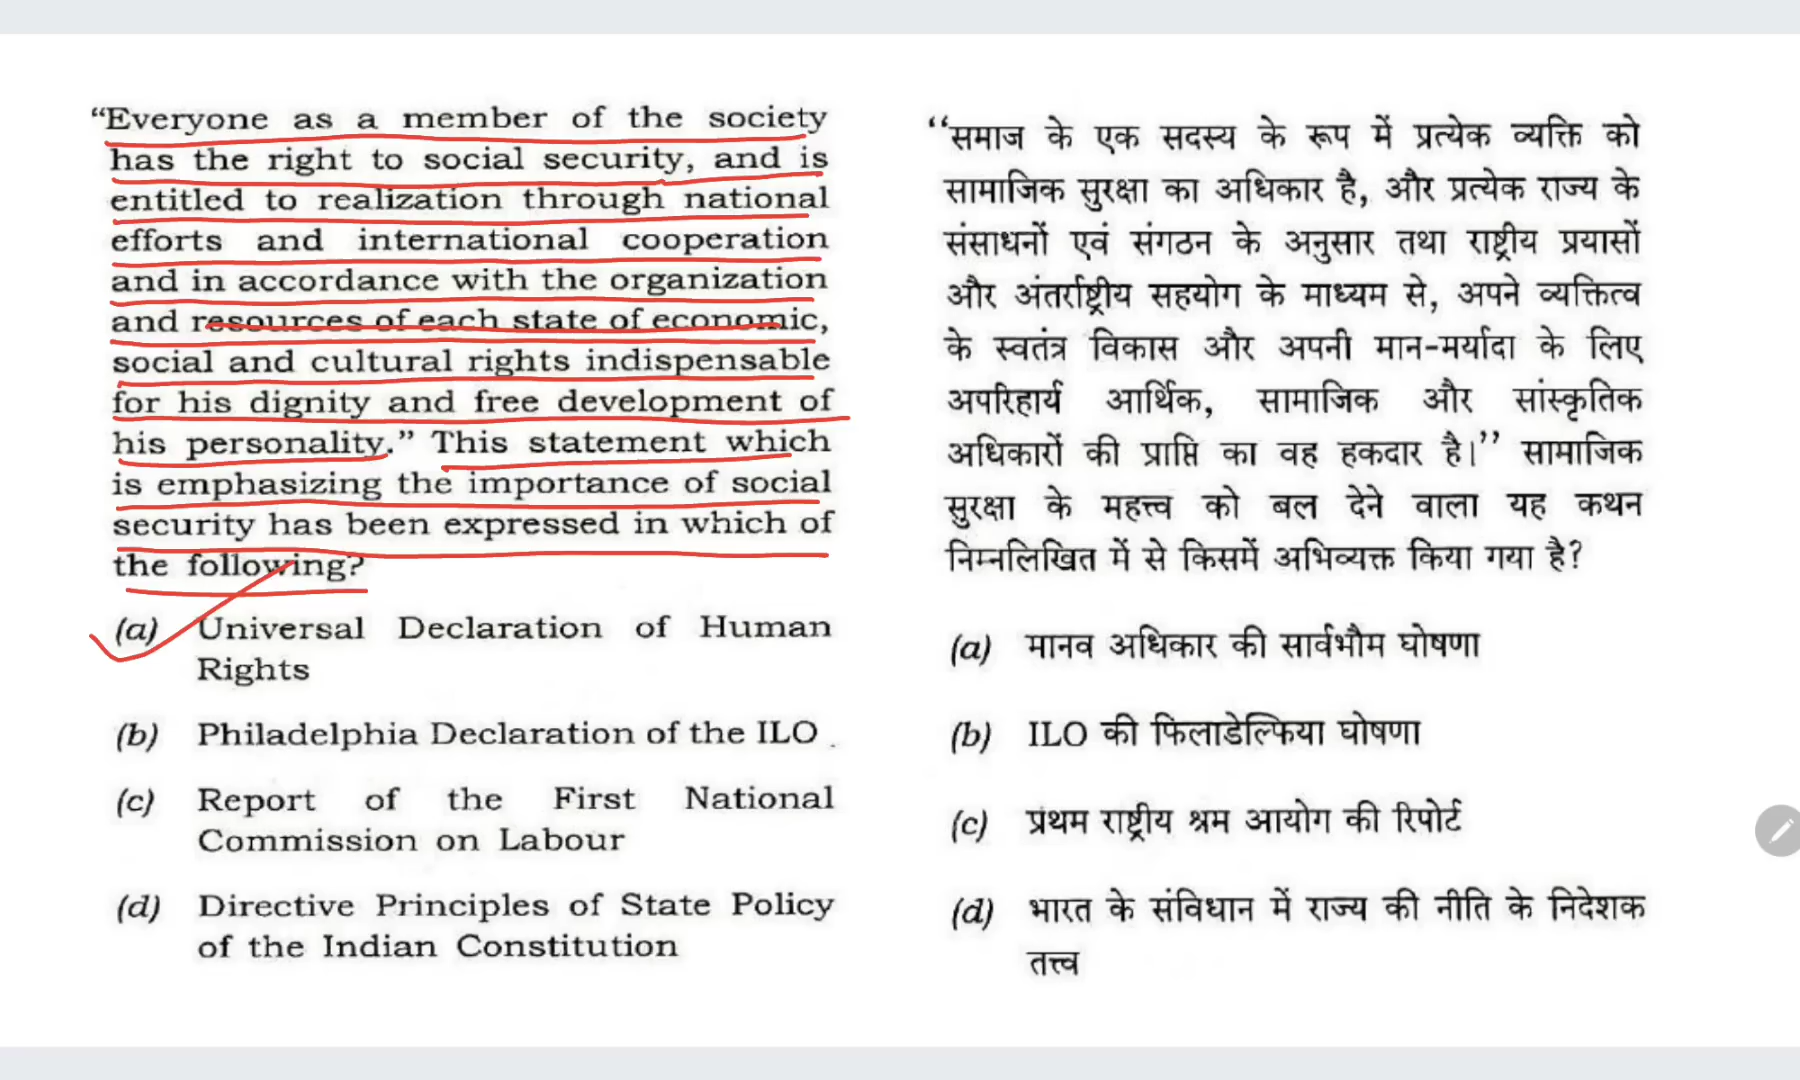 “Everyone as a member of the society
has the right to social security, and is
entitled to realization through national
efforts and international cooperation
and in accordance with the organization
and resources of each state of economic,
social and cultural rights indispensable
for his dignity and free development of
his personality.” This statement which
is emphasizing the importance of social
security has been expressed in which of
the following?
(a) Universal Declaration of Human
Rights
(b) Philadelphia Declaration of the ILO
(c) Report of the First National
Commission on Labour
(d) Directive Principles of State Policy
of the Indian Constitution
“समाज के एक सदस्य के रूप में प्रत्येक व्यक्ति को
सामाजिक सुरक्षा का अधिकार है, और प्रत्येक राज्य के
संसाधनों एवं संगठन के अनुसार तथा राष्ट्रीय प्रयासों
और अंतर्राष्ट्रीय सहयोग के माध्यम से, अपने व्यक्तित्व
के स्वतंत्र विकास और अपनी मान-मर्यादा के लिए
अपरिहार्य आर्थिक, सामाजिक और सांस्कृतिक
अधिकारों की प्राप्ति का वह हकदार है।” सामाजिक
सुरक्षा के महत्त्व को बल देने वाला यह कथन
निम्नलिखित में से किसमें अभिव्यक्त किया गया है?
(a) मानव अधिकार की सार्वभौम घोषणा
(b) ILO की फिलाडेल्फिया घोषणा
(c) प्रथम राष्ट्रीय श्रम आयोग की रिपोर्ट
(d) भारत के संविधान में राज्य की नीति के निदेशक
तत्त्व